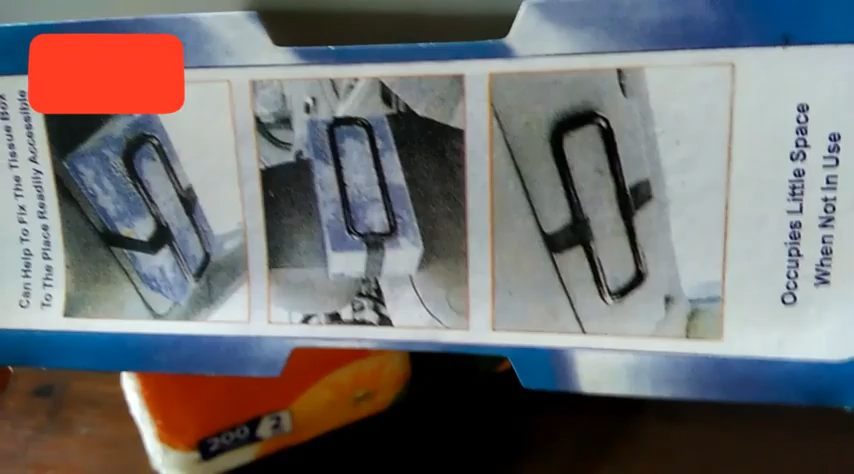 Can Help To Fix The Tissue Box
To The Place Readily Accessible
Occupies Little Space
When Not In Use
200 2